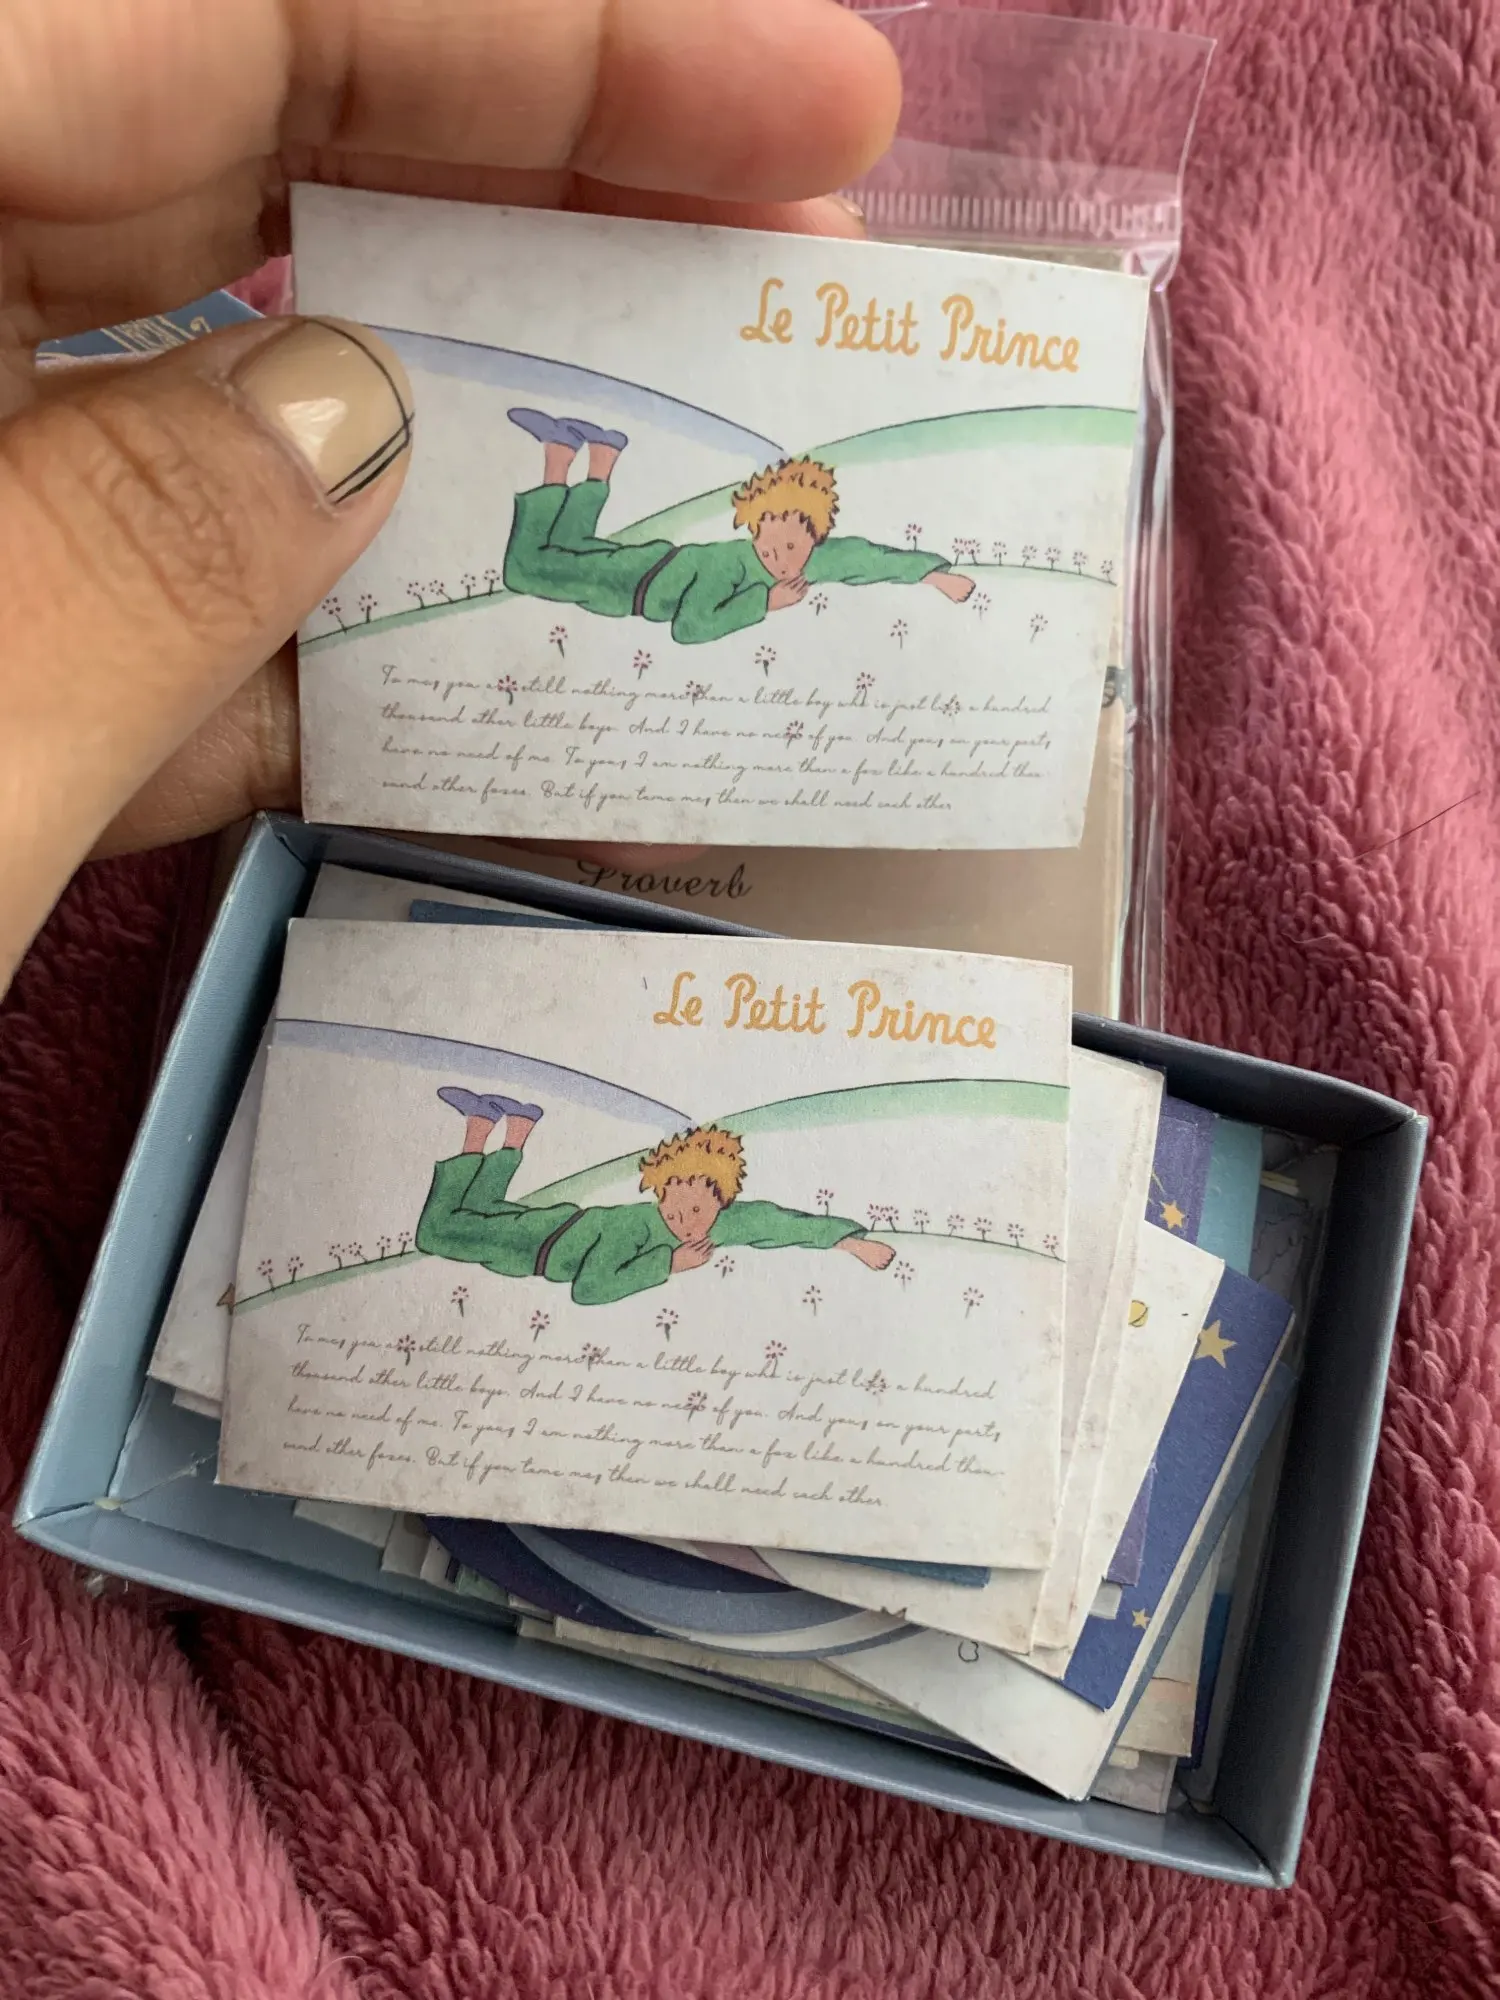 Le Petit Prince
To me, you are still nothing more than a little boy who is just like a hundred
thousand other little boys. And I have no need of you. And you, on your part,
have no need of me. To you, I am nothing more than a fox like a hundred thou-
sand other foxes. But if you tame me, then we shall need each other
Proverb
Le Petit Prince
To me, you are still nothing more than a little boy who is just like a hundred
thousand other little boys. And I have no need of you. And you, on your part,
have no need of me. To you, I am nothing more than a fox like a hundred thou-
sand other foxes. But if you tame me, then we shall need each other